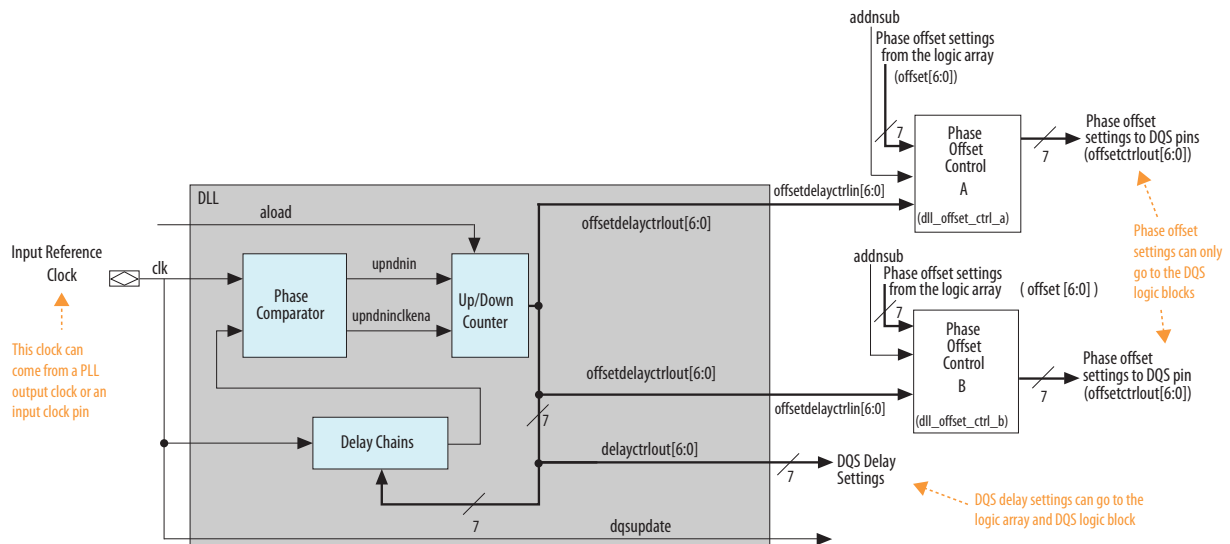 addnsub
Phase offset settings
from the logic array
(offset[6:0])
7
Phase
Offset
Control
A
(dll_offset_ctrl_a)
7
Phase offset
settings to DQS pins
(offsetctrlout[6:0])
offsetdelayctrlin[6:0]
DLL
aload
offsetdelayctrlout[6:0]
Input Reference
Clock
clk
Phase
Comparator
upndnin
upndninclkena
Up/Down
Counter
This clock can
come from a PLL
output clock or an
input clock pin
Phase offset
settings can only
go to the DQS
logic blocks
addnsub
Phase offset settings
from the logic array
( offset [6:0] )
7
Phase
Offset
Control
B
(dll_offset_ctrl_b)
7
Phase offset
settings to DQS pin
(offsetctrlout[6:0])
offsetdelayctrlout[6:0]
offsetdelayctrlin[6:0]
7
Delay Chains
delayctrlout[6:0]
7
DQS Delay
Settings
7
DQS delay settings can go to the
logic array and DQS logic block
dqsupdate